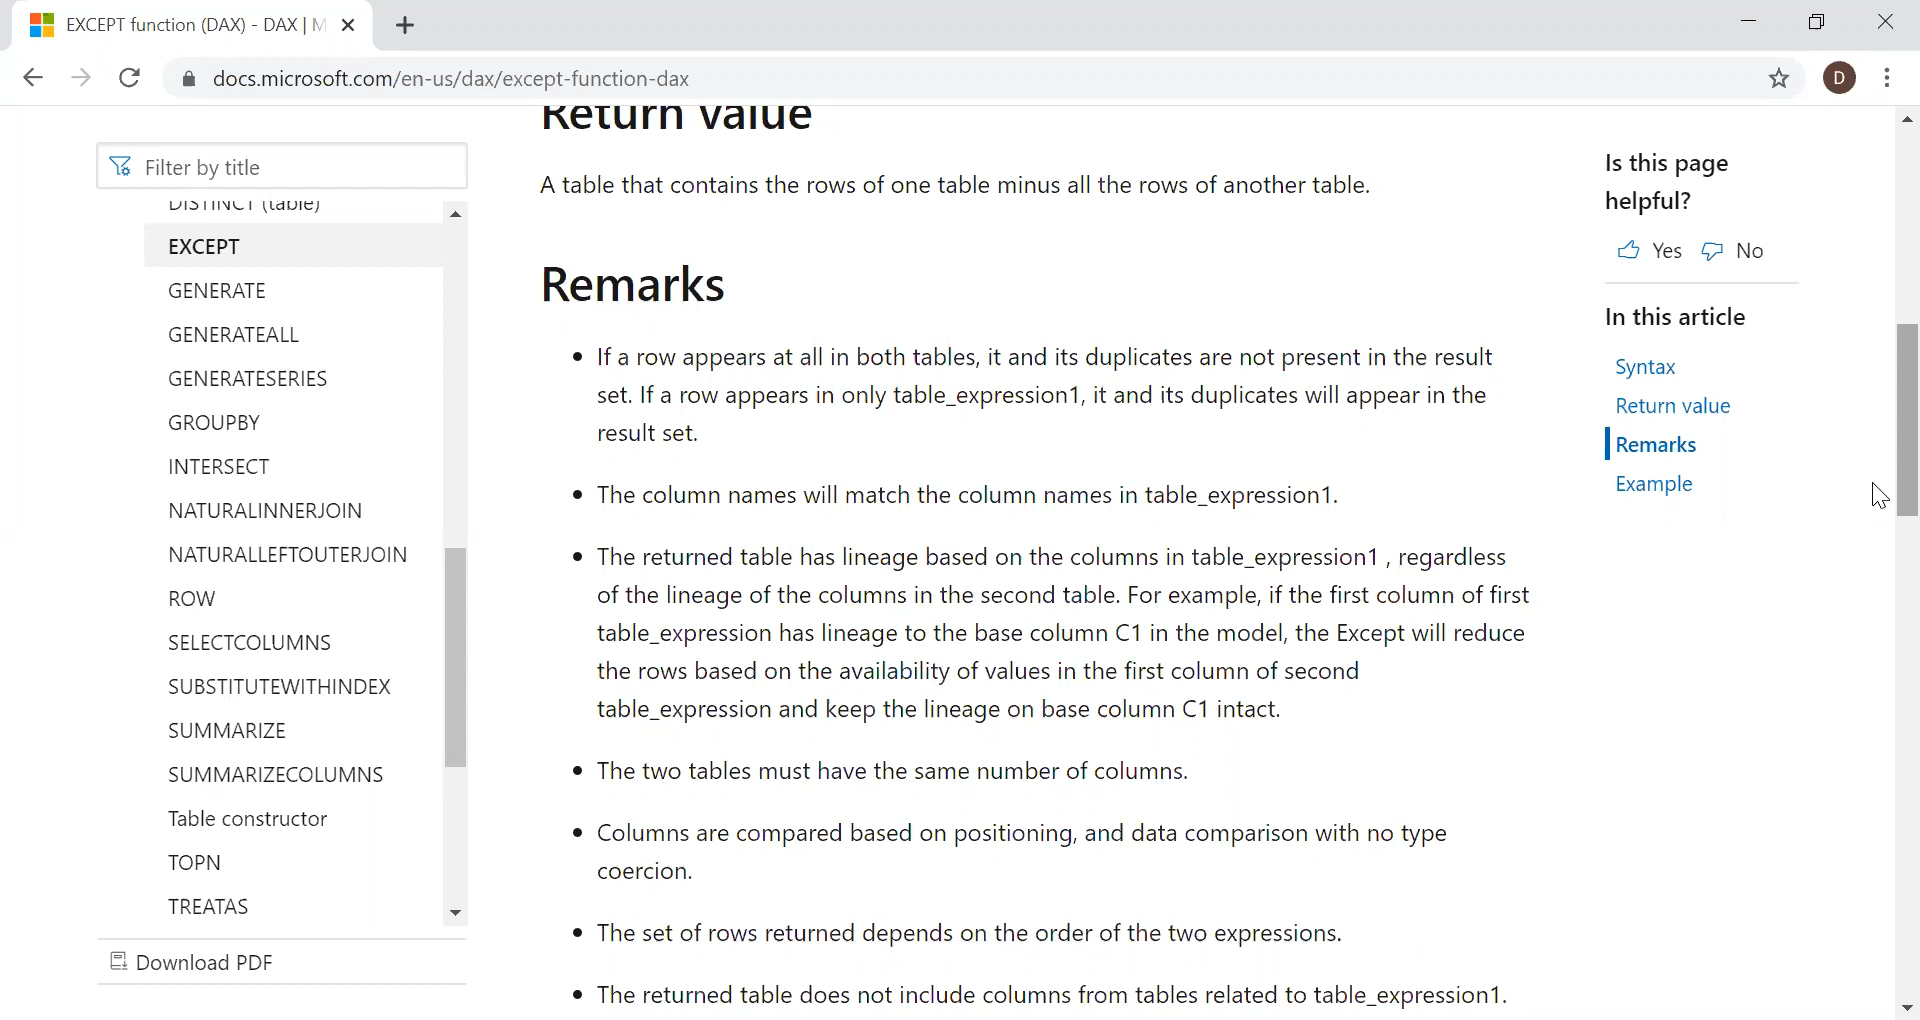 EXCEPT function (DAX) - DAX | M
docs.microsoft.com/en-us/dax/except-function-dax
D
Filter by title
DISTINCT (table)
EXCEPT
GENERATE
GENERATEALL
GENERATESERIES
GROUPBY
INTERSECT
NATURALINNERJOIN
NATURALLEFTOUTERJOIN
ROW
SELECTCOLUMNS
SUBSTITUTEWITHINDEX
SUMMARIZE
SUMMARIZECOLUMNS
Table constructor
TOPN
TREATAS
Download PDF
Return value
A table that contains the rows of one table minus all the rows of another table.
Remarks
• If a row appears at all in both tables, it and its duplicates are not present in the result
set. If a row appears in only table_expression1, it and its duplicates will appear in the
result set.
• The column names will match the column names in table_expression1.
• The returned table has lineage based on the columns in table_expression1 , regardless
of the lineage of the columns in the second table. For example, if the first column of first
table_expression has lineage to the base column C1 in the model, the Except will reduce
the rows based on the availability of values in the first column of second
table_expression and keep the lineage on base column C1 intact.
• The two tables must have the same number of columns.
• Columns are compared based on positioning, and data comparison with no type
coercion.
• The set of rows returned depends on the order of the two expressions.
• The returned table does not include columns from tables related to table_expression1.
Is this page
helpful?
Yes No
In this article
Syntax
Return value
Remarks
Example